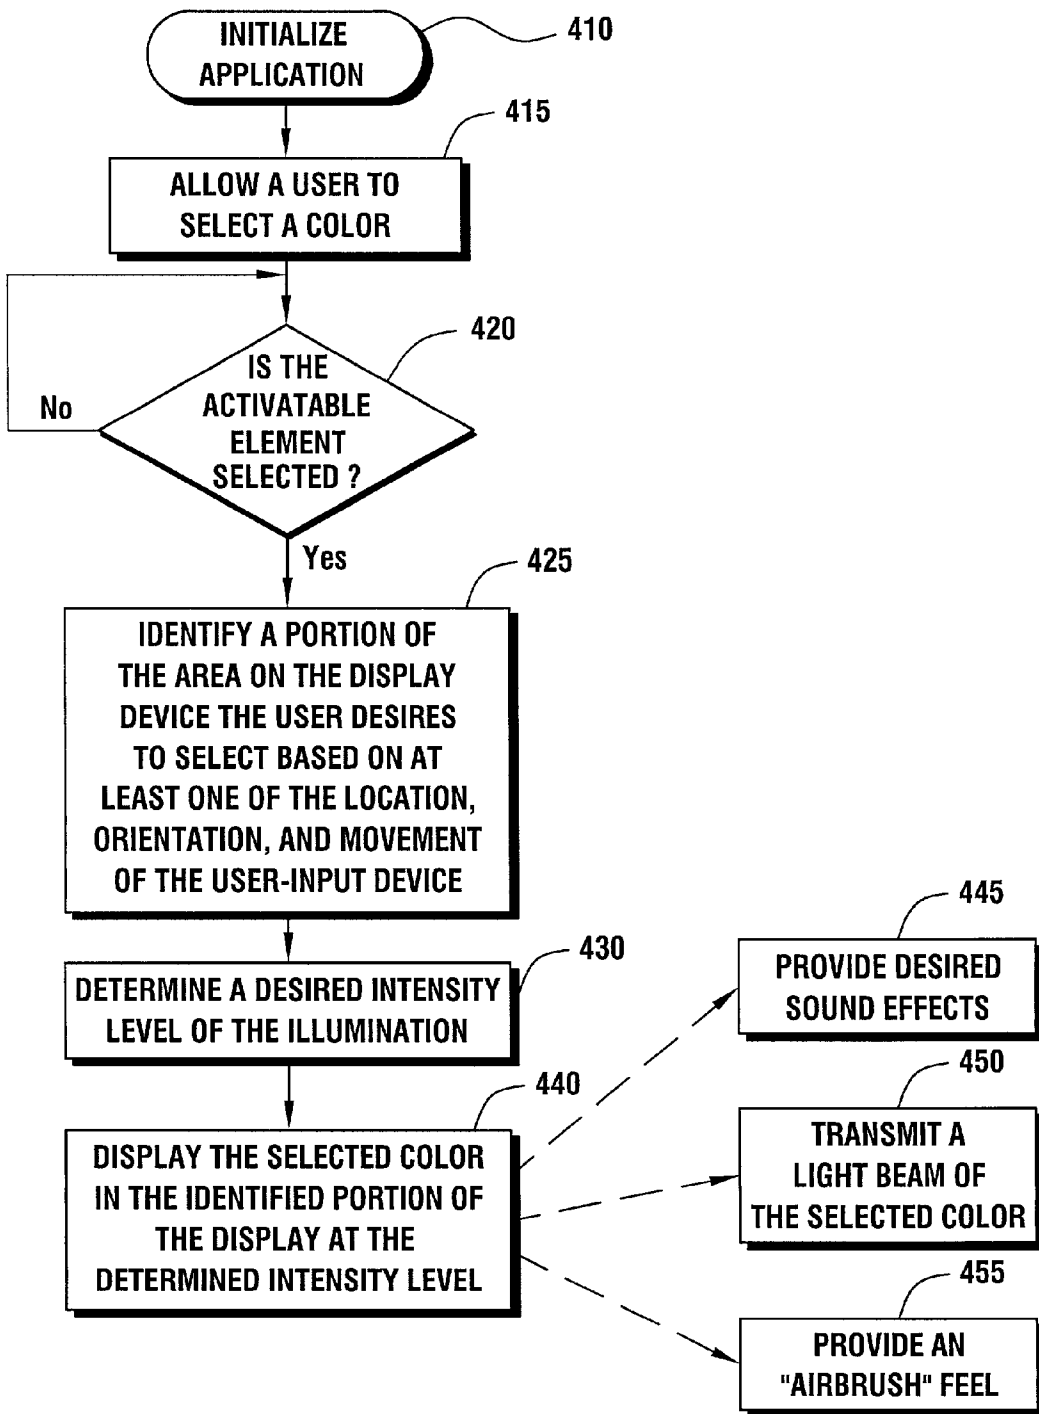 INITIALIZE
APPLICATION
410
415
ALLOW A USER TO
SELECT A COLOR
420
IS THE
ACTIVATABLE
ELEMENT
SELECTED ?
No
Yes
425
IDENTIFY A PORTION OF
THE AREA ON THE DISPLAY
DEVICE THE USER DESIRES
TO SELECT BASED ON AT
LEAST ONE OF THE LOCATION,
ORIENTATION, AND MOVEMENT
OF THE USER-INPUT DEVICE
430
DETERMINE A DESIRED INTENSITY
LEVEL OF THE ILLUMINATION
440
DISPLAY THE SELECTED COLOR
IN THE IDENTIFIED PORTION OF
THE DISPLAY AT THE
DETERMINED INTENSITY LEVEL
445
PROVIDE DESIRED
SOUND EFFECTS
450
TRANSMIT A
LIGHT BEAM OF
THE SELECTED COLOR
455
PROVIDE AN
"AIRBRUSH" FEEL